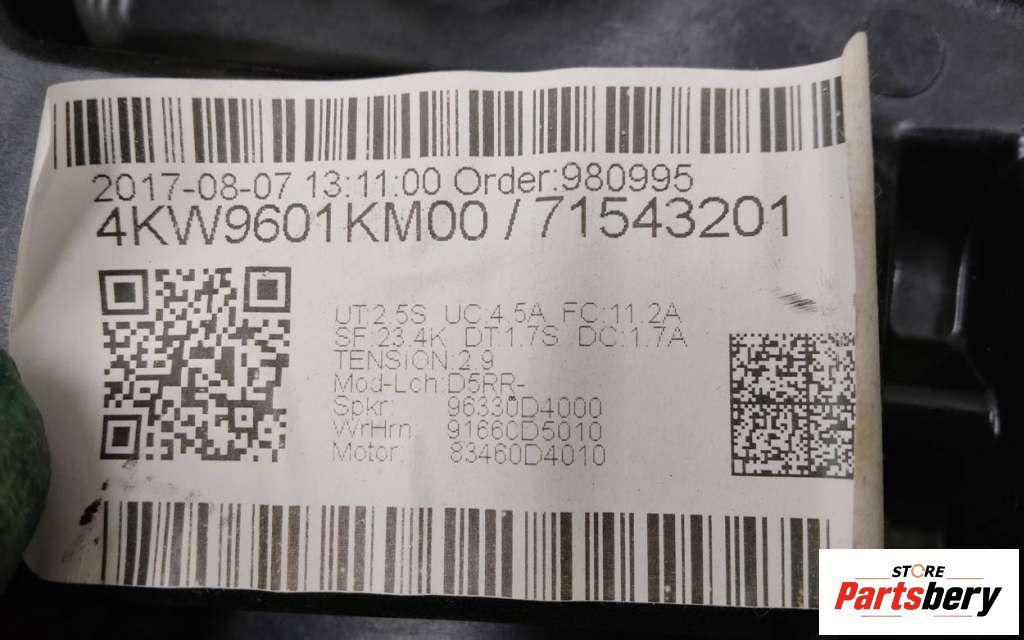 2017-08-07 13:11:00 Order:980995
4KW9601KM00 / 71543201
UT:2.5S UC:4.5A FC:11.2A
SF:23.4K DT:1.7S DC:1.7A
TENSION:2.9
Mod-Lch:D5RR-
Spkr: 96330D4000
WrHrn 91660D5010
Motor: 83460D4010
STORE
Partsbery